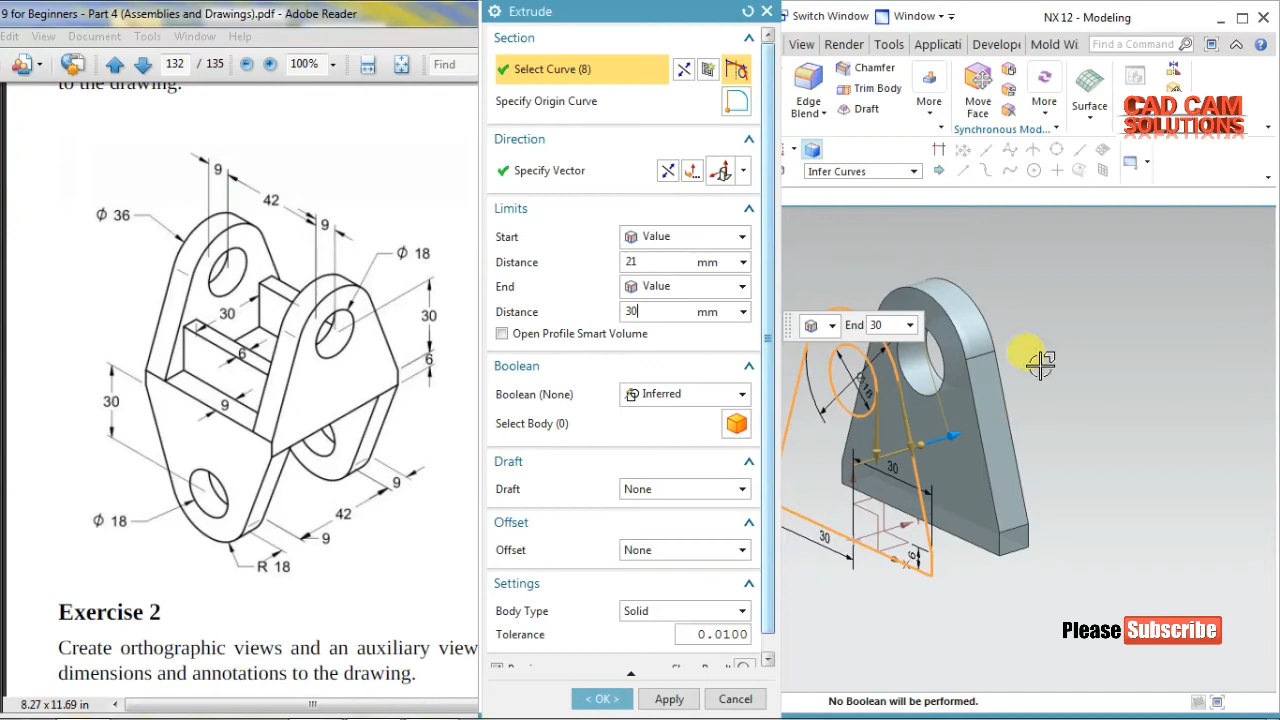 9 for Beginners - Part 4 (Assemblies and Drawings).pdf - Adobe Reader
Edit View Document Tools Window Help
132 / 135 100% Find
to the drawing.
9
42
9
Φ 36
Φ 18
30
30
6
6
9
30
9
42
9
Φ 18
R 18
Exercise 2
Create orthographic views and an auxiliary view
dimensions and annotations to the drawing.
8.27 x 11.69 in
Extrude
Section
Select Curve (8)
Specify Origin Curve
Direction
Specify Vector
Limits
Start Value
Distance 21 mm
End Value
Distance 30 mm
Open Profile Smart Volume
Boolean
Boolean (None) Inferred
Select Body (0)
Draft
Draft None
Offset
Offset None
Settings
Body Type Solid
Tolerance 0.0100
< OK > Apply Cancel
Switch Window Window NX 12 - Modeling
View Render Tools Applicati Develope Mold Wi Find a Command
Edge
Blend
Chamfer
Trim Body
Draft
More
Move
Face
More
Surface
Synchronous Mod...
CAD CAM
SOLUTIONS
Infer Curves
End 30
18
30
30
6
X
Please Subscribe
No Boolean will be performed.